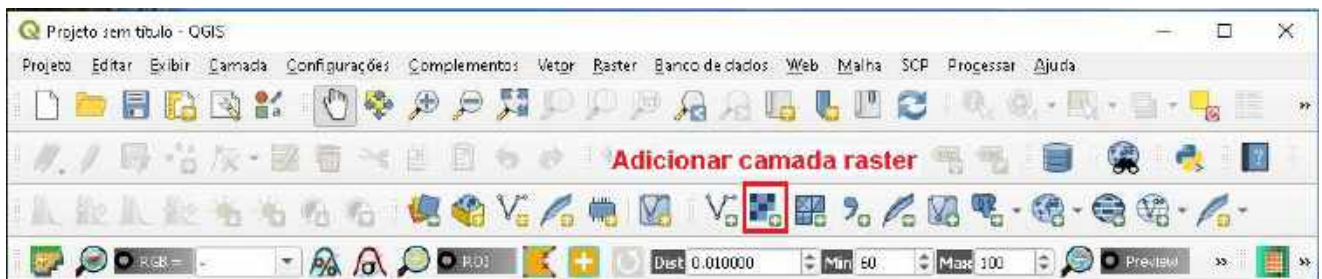 Projeto sem título - QGIS
Projeto Editar Exibir Camada Configurações Complementos Vetor Raster Banco de dados Web Malha SCP Processar Ajuda
Adicionar camada raster
RGB = - ROI Dist 0.010000 Min 60 Max 100 Preview